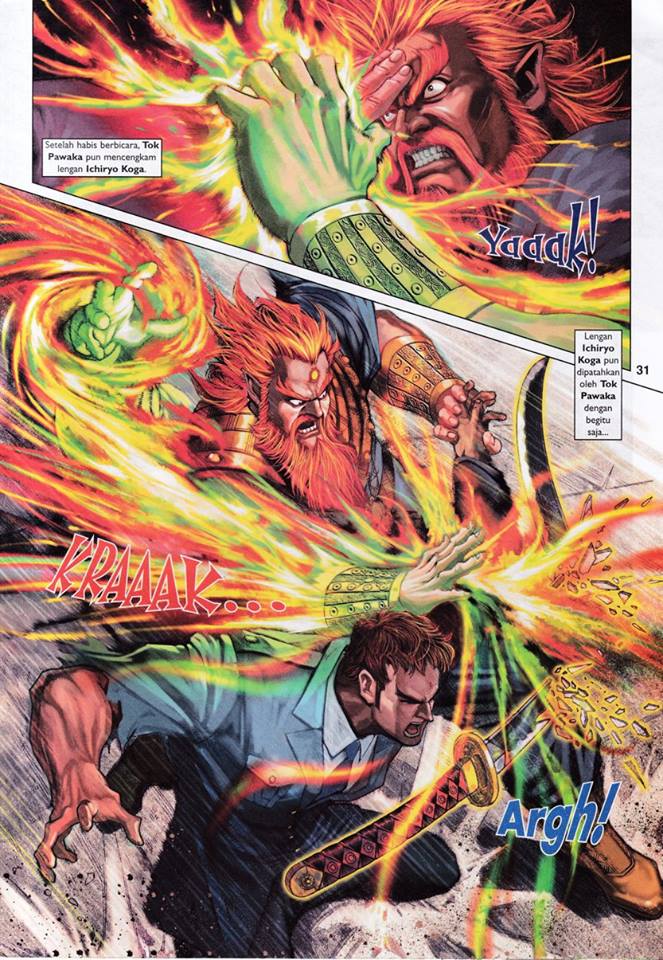 Setelah habis berbicara, Tok
Pawaka pun mencengkam
lengan Ichiryo Koga.
Yaaak!
Lengan
Ichiryo
Koga pun
dipatahkan
oleh Tok
Pawaka
dengan
begitu
saja...
31
KRAAAK...
Argh!